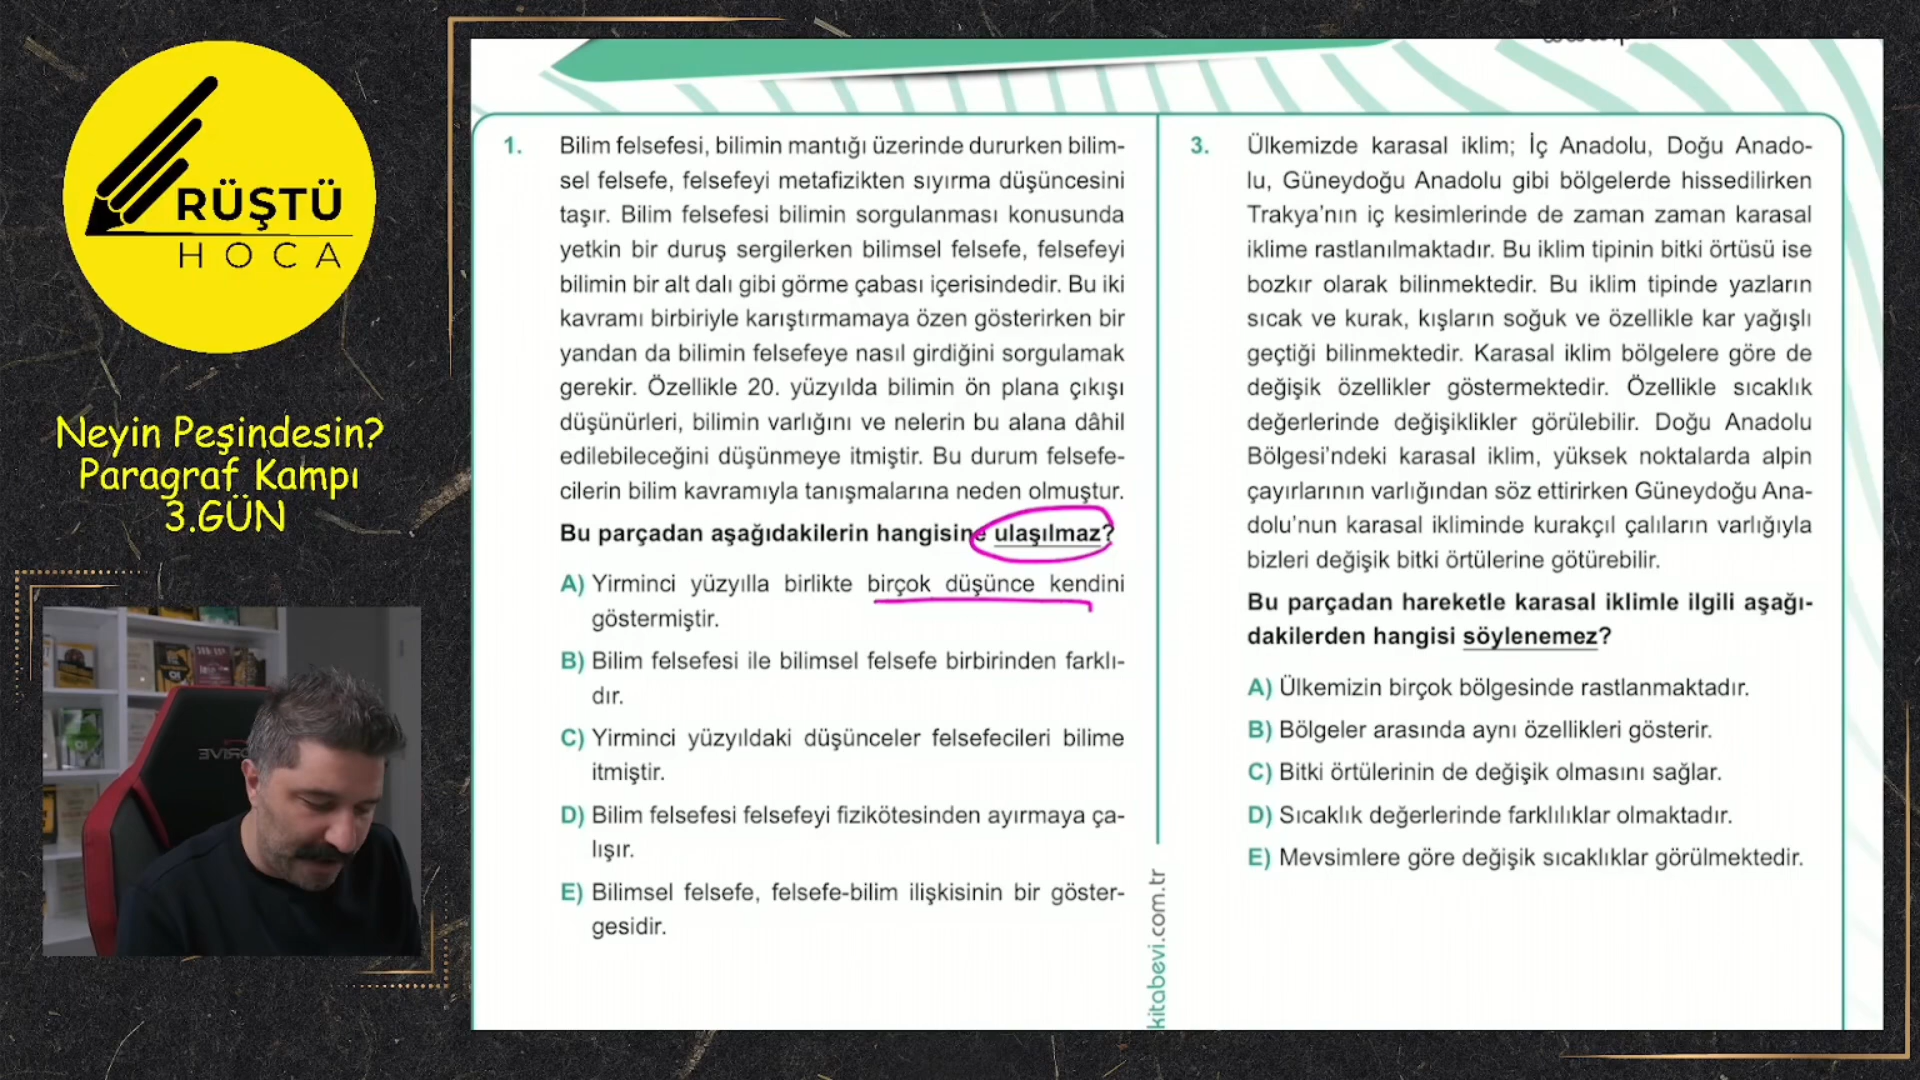 RÜŞTÜ
HOCA
Neyin Peşindesin?
Paragraf Kampı
3.GÜN
1. Bilim felsefesi, bilimin mantığı üzerinde dururken bilim-
sel felsefe, felsefeyi metafizikten sıyırma düşüncesini
taşır. Bilim felsefesi bilimin sorgulanması konusunda
yetkin bir duruş sergilerken bilimsel felsefe, felsefeyi
bilimin bir alt dalı gibi görme çabası içerisindedir. Bu iki
kavramı birbiriyle karıştırmamaya özen gösterirken bir
yandan da bilimin felsefeye nasıl girdiğini sorgulamak
gerekir. Özellikle 20. yüzyılda bilimin ön plana çıkışı
düşünürleri, bilimin varlığını ve nelerin bu alana dâhil
edilebileceğini düşünmeye itmiştir. Bu durum felsefe-
cilerin bilim kavramıyla tanışmalarına neden olmuştur.
Bu parçadan aşağıdakilerin hangisine ulaşılmaz?
A) Yirminci yüzyılla birlikte birçok düşünce kendini
göstermiştir.
B) Bilim felsefesi ile bilimsel felsefe birbirinden farklı-
dır.
C) Yirminci yüzyıldaki düşünceler felsefecileri bilime
itmiştir.
D) Bilim felsefesi felsefeyi fizikötesinden ayırmaya ça-
lışır.
E) Bilimsel felsefe, felsefe-bilim ilişkisinin bir göster-
gesidir.
kitabevi.com.tr
3. Ülkemizde karasal iklim; İç Anadolu, Doğu Anado-
lu, Güneydoğu Anadolu gibi bölgelerde hissedilirken
Trakya'nın iç kesimlerinde de zaman zaman karasal
iklime rastlanılmaktadır. Bu iklim tipinin bitki örtüsü ise
bozkır olarak bilinmektedir. Bu iklim tipinde yazların
sıcak ve kurak, kışların soğuk ve özellikle kar yağışlı
geçtiği bilinmektedir. Karasal iklim bölgelere göre de
değişik özellikler göstermektedir. Özellikle sıcaklık
değerlerinde değişiklikler görülebilir. Doğu Anadolu
Bölgesi'ndeki karasal iklim, yüksek noktalarda alpin
çayırlarının varlığından söz ettirirken Güneydoğu Ana-
dolu'nun karasal ikliminde kurakçıl çalıların varlığıyla
bizleri değişik bitki örtülerine götürebilir.
Bu parçadan hareketle karasal iklimle ilgili aşağı-
dakilerden hangisi söylenemez?
A) Ülkemizin birçok bölgesinde rastlanmaktadır.
B) Bölgeler arasında aynı özellikleri gösterir.
C) Bitki örtülerinin de değişik olmasını sağlar.
D) Sıcaklık değerlerinde farklılıklar olmaktadır.
E) Mevsimlere göre değişik sıcaklıklar görülmektedir.